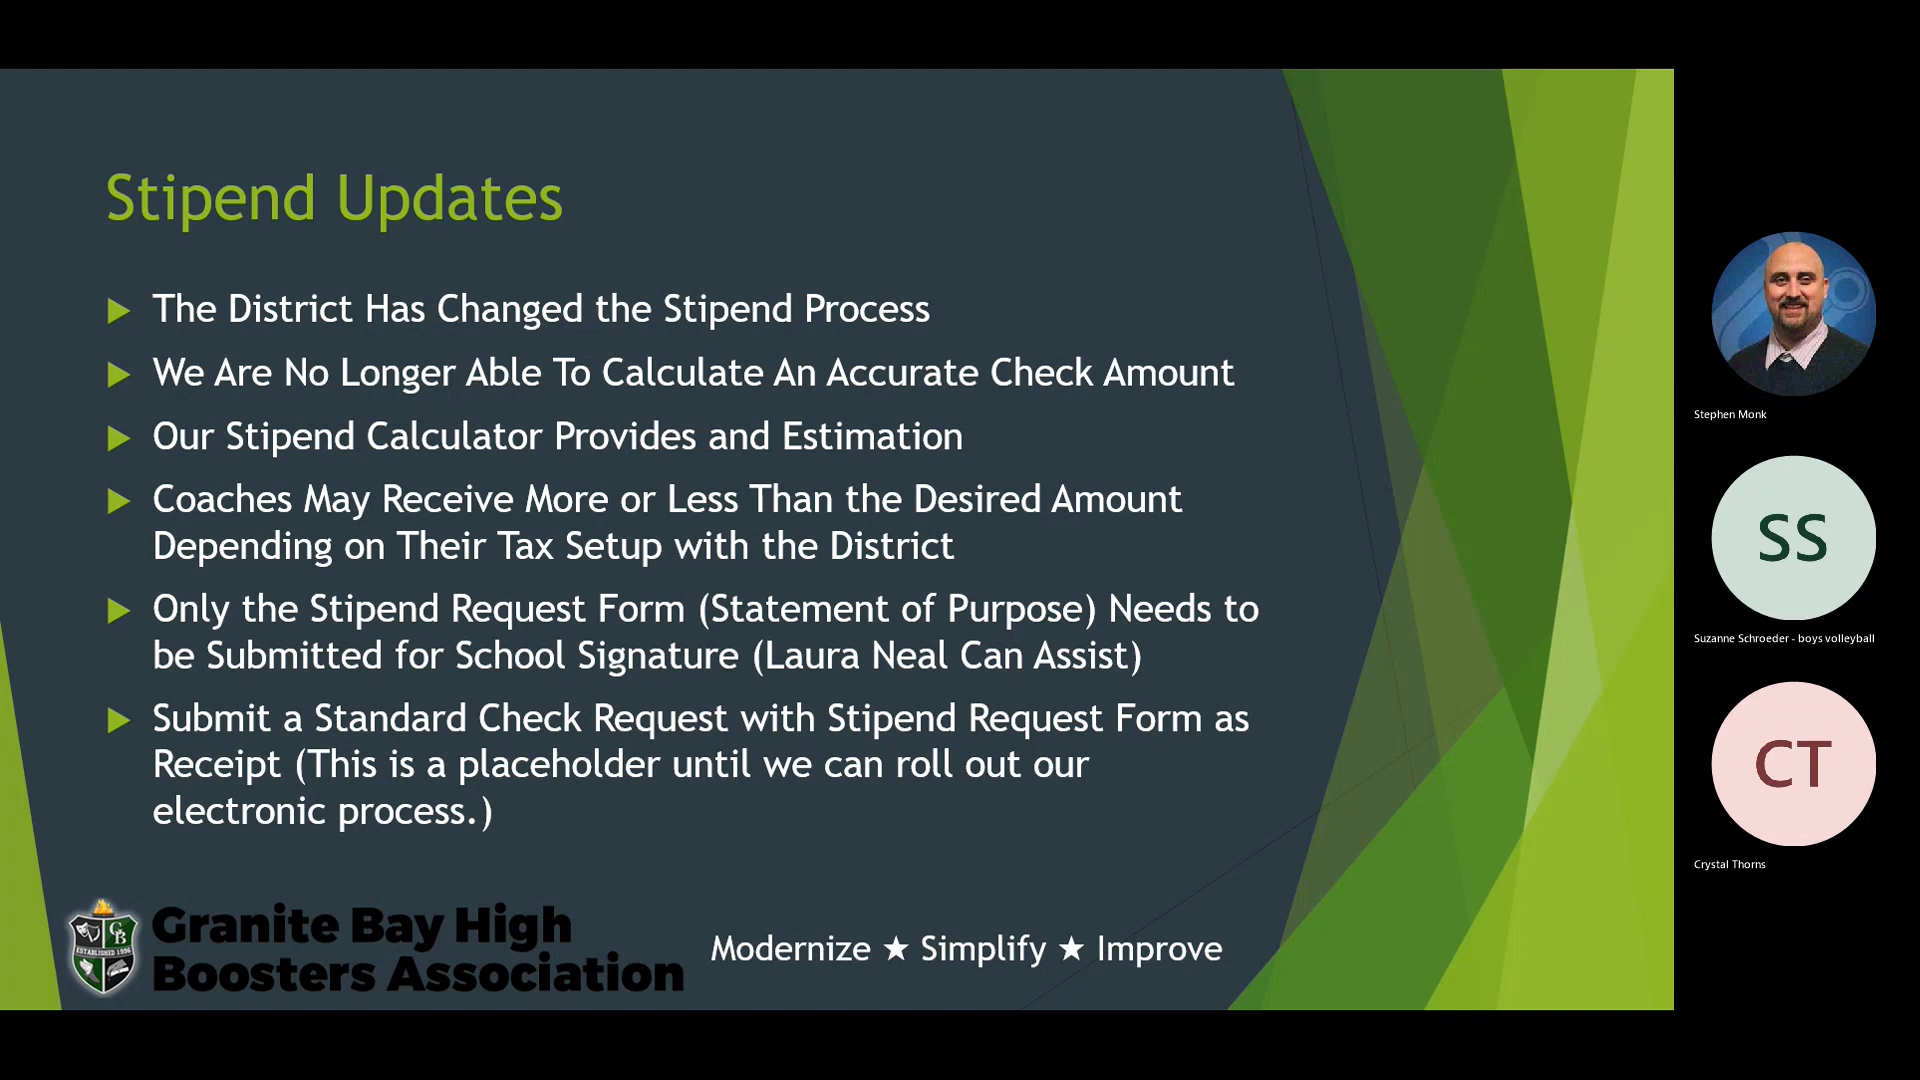 Stipend Updates
The District Has Changed the Stipend Process
We Are No Longer Able To Calculate An Accurate Check Amount
Our Stipend Calculator Provides and Estimation
Coaches May Receive More or Less Than the Desired Amount
Depending on Their Tax Setup with the District
Only the Stipend Request Form (Statement of Purpose) Needs to
be Submitted for School Signature (Laura Neal Can Assist)
Submit a Standard Check Request with Stipend Request Form as
Receipt (This is a placeholder until we can roll out our
electronic process.)
GB
ESTABLISHED 1996
Granite Bay High
Boosters Association
Modernize ★ Simplify ★ Improve
Stephen Monk
SS
Suzanne Schroeder - boys volleyball
CT
Crystal Thorns